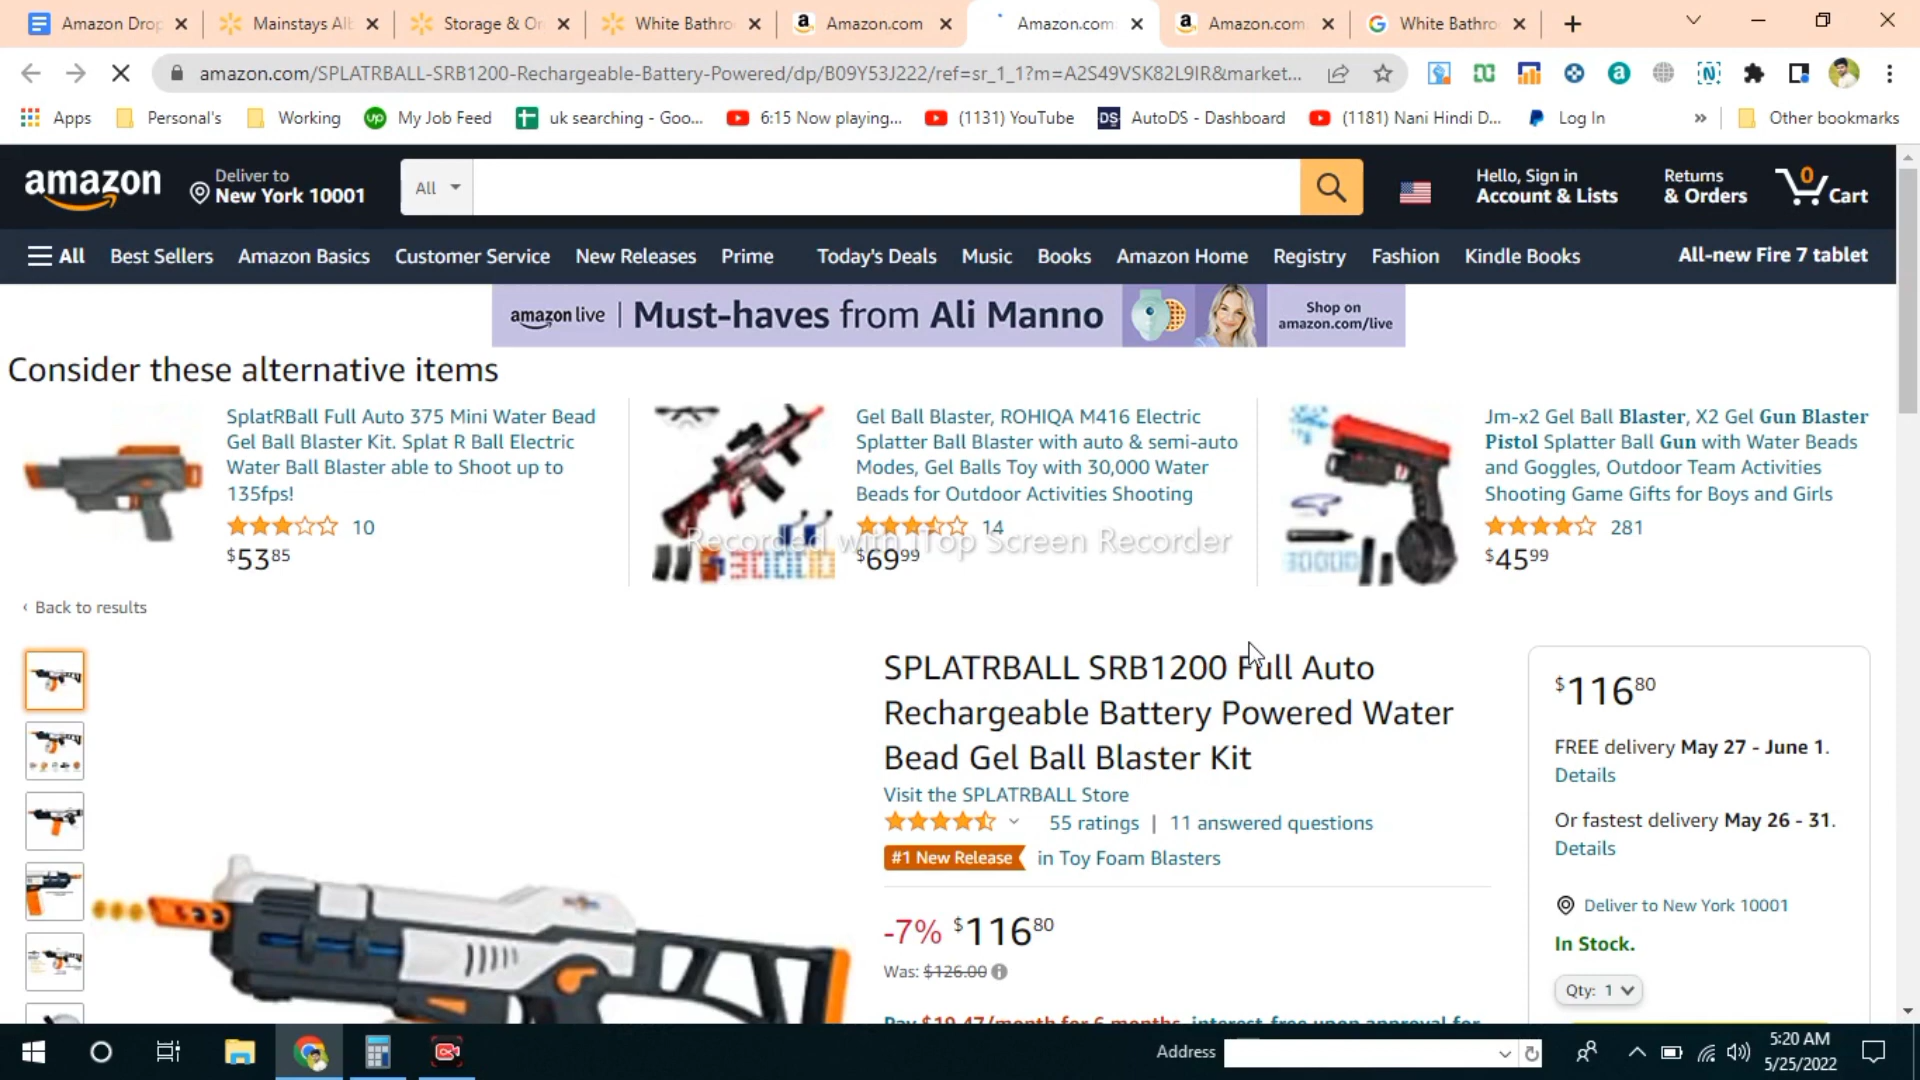 Amazon Drop
Mainstays Alb
Storage & Or
White Bathro
Amazon.com
Amazon.com
Amazon.com
White Bathro
amazon.com/SPLATRBALL-SRB1200-Rechargeable-Battery-Powered/dp/B09Y53J222/ref=sr_1_1?m=A2S49VSK82L9IR&market...
Apps
Personal's
Working
My Job Feed
uk searching - Goo...
6:15 Now playing...
(1131) YouTube
AutoDS - Dashboard
(1181) Nani Hindi D...
Log In
Other bookmarks
amazon
Deliver to
New York 10001
All
Hello, Sign in
Account & Lists
Returns
& Orders
0
Cart
All
Best Sellers
Amazon Basics
Customer Service
New Releases
Prime
Today's Deals
Music
Books
Amazon Home
Registry
Fashion
Kindle Books
All-new Fire 7 tablet
amazon live | Must-haves from Ali Manno
Shop on
amazon.com/live
Consider these alternative items
SplatRBall Full Auto 375 Mini Water Bead
Gel Ball Blaster Kit. Splat R Ball Electric
Water Ball Blaster able to Shoot up to
135fps!
10
$53 85
Gel Ball Blaster, ROHIQA M416 Electric
Splatter Ball Blaster with auto & semi-auto
Modes, Gel Balls Toy with 30,000 Water
Beads for Outdoor Activities Shooting
14
$69 99
Jm-x2 Gel Ball Blaster, X2 Gel Gun Blaster
Pistol Splatter Ball Gun with Water Beads
and Goggles, Outdoor Team Activities
Shooting Game Gifts for Boys and Girls
281
$45 99
Recorded with iTop Screen Recorder
‹ Back to results
SPLATRBALL SRB1200 Full Auto
Rechargeable Battery Powered Water
Bead Gel Ball Blaster Kit
Visit the SPLATRBALL Store
55 ratings | 11 answered questions
#1 New Release in Toy Foam Blasters
-7% $116 80
Was: $126.00
Pay $19.47/month for 6 months, interest-free upon approval for
$116 80
FREE delivery May 27 - June 1.
Details
Or fastest delivery May 26 - 31.
Details
Deliver to New York 10001
In Stock.
Qty: 1
Address
5:20 AM
5/25/2022